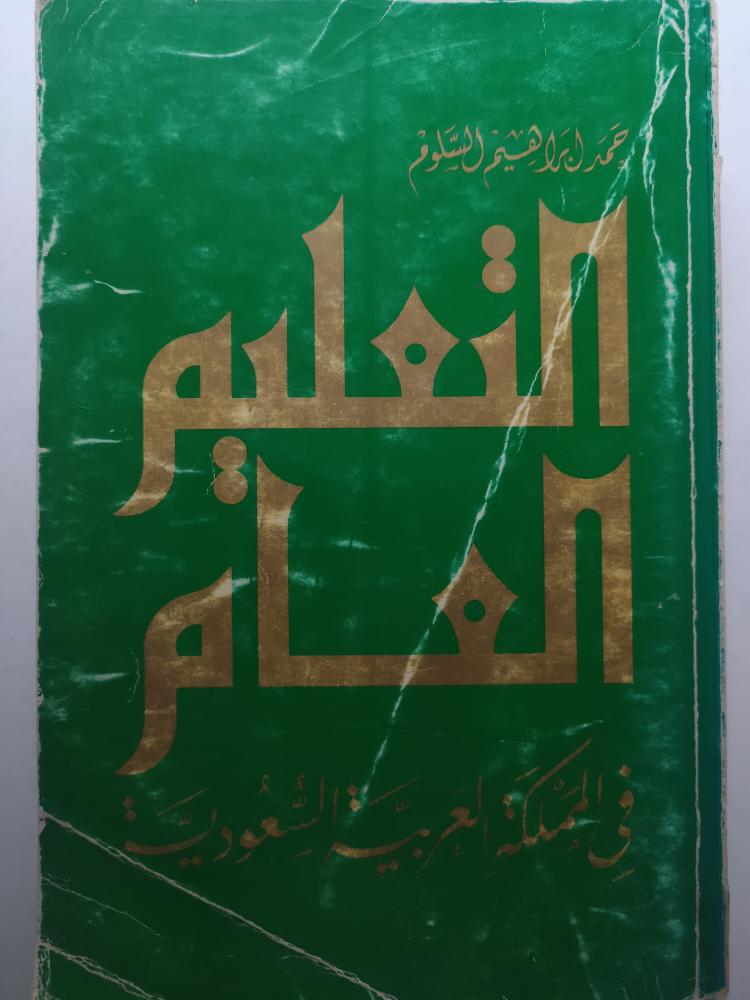 حمد ابراهيم السلوم
التعليم
العام
في المملكة العربية السعودية